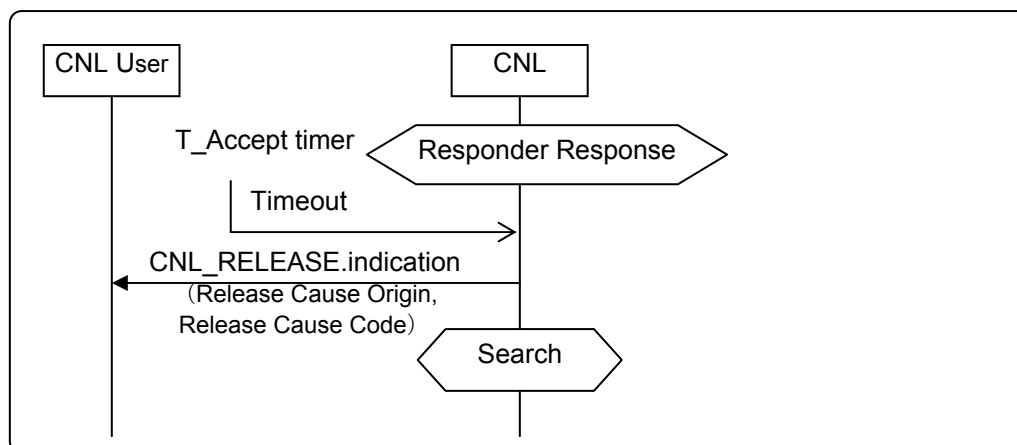 CNL User
CNL
T_Accept timer
Responder Response
Timeout
CNL_RELEASE.indication
（Release Cause Origin,
Release Cause Code）
Search